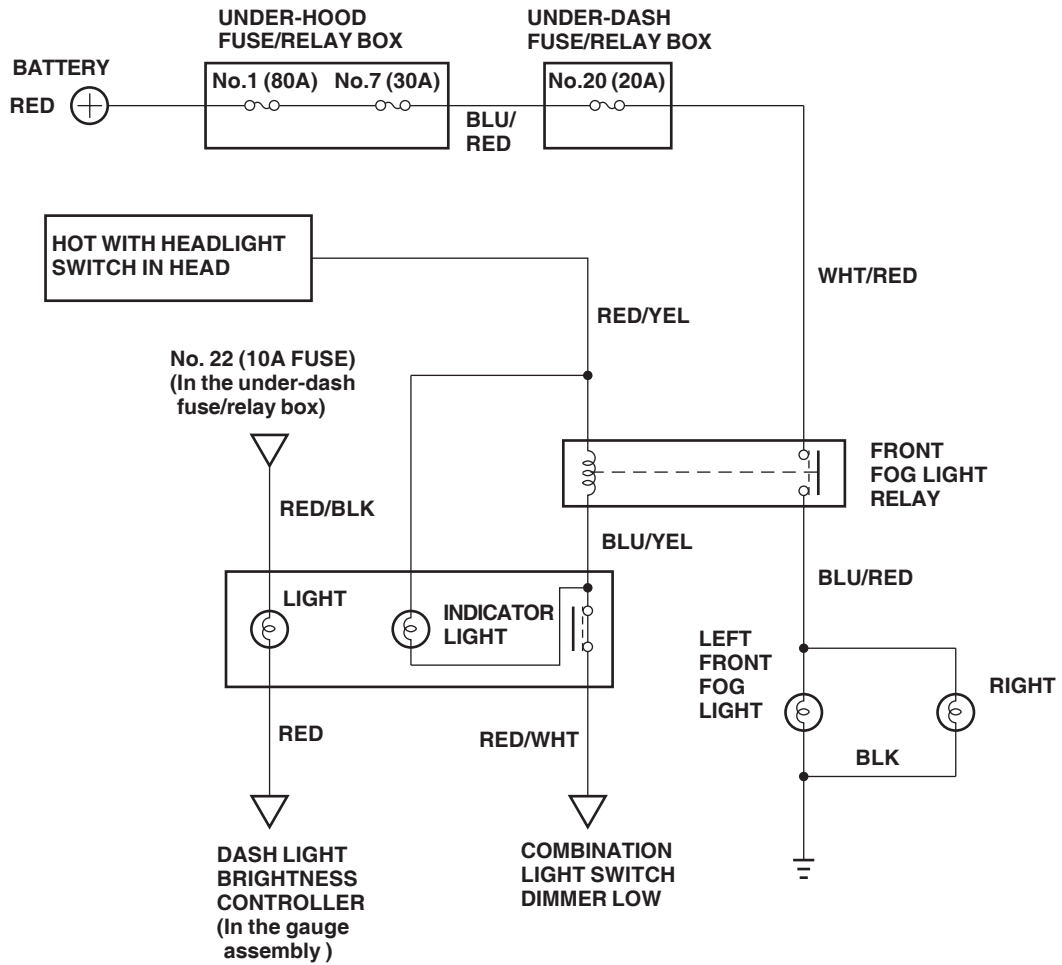 UNDER-HOOD
FUSE/RELAY BOX
UNDER-DASH
FUSE/RELAY BOX
BATTERY
RED
No.1 (80A)
No.7 (30A)
BLU/
RED
No.20 (20A)
HOT WITH HEADLIGHT
SWITCH IN HEAD
WHT/RED
RED/YEL
No. 22 (10A FUSE)
(In the under-dash
fuse/relay box)
FRONT
FOG LIGHT
RELAY
RED/BLK
BLU/YEL
BLU/RED
LIGHT
INDICATOR
LIGHT
LEFT
FRONT
FOG
LIGHT
RIGHT
RED
RED/WHT
BLK
DASH LIGHT
BRIGHTNESS
CONTROLLER
(In the gauge
assembly )
COMBINATION
LIGHT SWITCH
DIMMER LOW